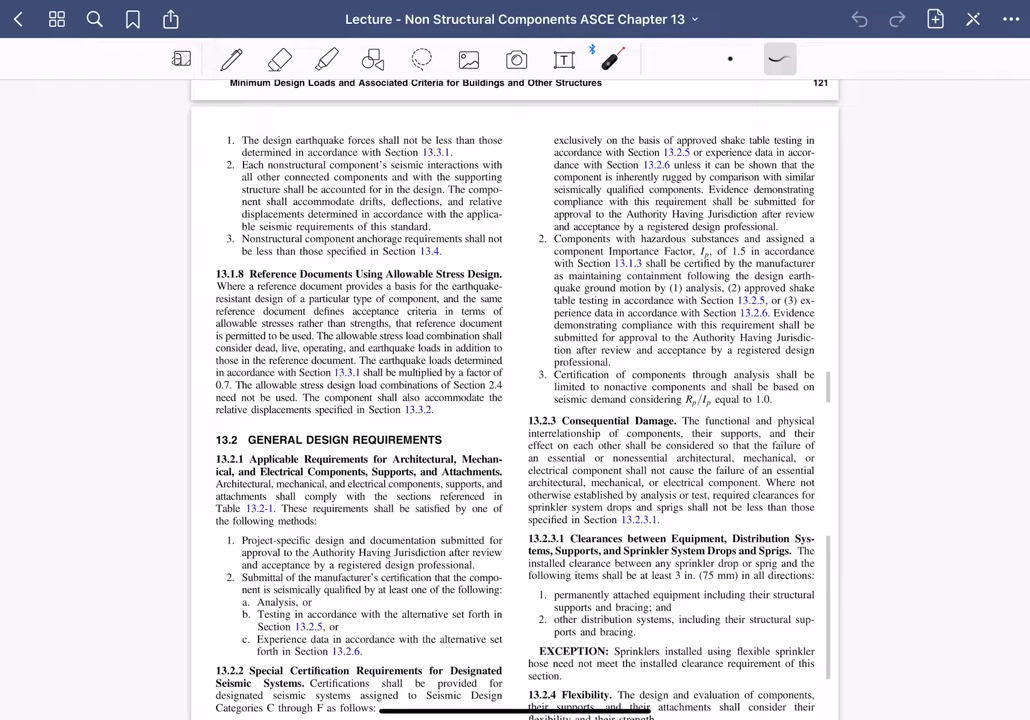 Lecture - Non Structural Components ASCE Chapter 13
T
Minimum Design Loads and Associated Criteria for Buildings and Other Structures 121
1. The design earthquake forces shall not be less than those
determined in accordance with Section 13.3.1.
2. Each nonstructural component's seismic interactions with
all other connected components and with the supporting
structure shall be accounted for in the design. The compo-
nent shall accommodate drifts, deflections, and relative
displacements determined in accordance with the applica-
ble seismic requirements of this standard.
3. Nonstructural component anchorage requirements shall not
be less than those specified in Section 13.4.
13.1.8 Reference Documents Using Allowable Stress Design.
Where a reference document provides a basis for the earthquake-
resistant design of a particular type of component, and the same
reference document defines acceptance criteria in terms of
allowable stresses rather than strengths, that reference document
is permitted to be used. The allowable stress load combination shall
consider dead, live, operating, and earthquake loads in addition to
those in the reference document. The earthquake loads determined
in accordance with Section 13.3.1 shall be multiplied by a factor of
0.7. The allowable stress design load combinations of Section 2.4
need not be used. The component shall also accommodate the
relative displacements specified in Section 13.3.2.
13.2 GENERAL DESIGN REQUIREMENTS
13.2.1 Applicable Requirements for Architectural, Mechan-
ical, and Electrical Components, Supports, and Attachments.
Architectural, mechanical, and electrical components, supports, and
attachments shall comply with the sections referenced in
Table 13.2-1. These requirements shall be satisfied by one of
the following methods:
1. Project-specific design and documentation submitted for
approval to the Authority Having Jurisdiction after review
and acceptance by a registered design professional.
2. Submittal of the manufacturer's certification that the compo-
nent is seismically qualified by at least one of the following:
a. Analysis, or
b. Testing in accordance with the alternative set forth in
Section 13.2.5, or
c. Experience data in accordance with the alternative set
forth in Section 13.2.6.
13.2.2 Special Certification Requirements for Designated
Seismic Systems. Certifications shall be provided for
designated seismic systems assigned to Seismic Design
Categories C through F as follows:
exclusively on the basis of approved shake table testing in
accordance with Section 13.2.5 or experience data in accor-
dance with Section 13.2.6 unless it can be shown that the
component is inherently rugged by comparison with similar
seismically qualified components. Evidence demonstrating
compliance with this requirement shall be submitted for
approval to the Authority Having Jurisdiction after review
and acceptance by a registered design professional.
2. Components with hazardous substances and assigned a
component Importance Factor, Ip, of 1.5 in accordance
with Section 13.1.3 shall be certified by the manufacturer
as maintaining containment following the design earth-
quake ground motion by (1) analysis, (2) approved shake
table testing in accordance with Section 13.2.5, or (3) ex-
perience data in accordance with Section 13.2.6. Evidence
demonstrating compliance with this requirement shall be
submitted for approval to the Authority Having Jurisdic-
tion after review and acceptance by a registered design
professional.
3. Certification of components through analysis shall be
limited to nonactive components and shall be based on
seismic demand considering Rp/Ip equal to 1.0.
13.2.3 Consequential Damage. The functional and physical
interrelationship of components, their supports, and their
effect on each other shall be considered so that the failure of
an essential or nonessential architectural, mechanical, or
electrical component shall not cause the failure of an essential
architectural, mechanical, or electrical component. Where not
otherwise established by analysis or test, required clearances for
sprinkler system drops and sprigs shall not be less than those
specified in Section 13.2.3.1.
13.2.3.1 Clearances between Equipment, Distribution Sys-
tems, Supports, and Sprinkler System Drops and Sprigs. The
installed clearance between any sprinkler drop or sprig and the
following items shall be at least 3 in. (75 mm) in all directions:
1. permanently attached equipment including their structural
supports and bracing; and
2. other distribution systems, including their structural sup-
ports and bracing.
EXCEPTION: Sprinklers installed using flexible sprinkler
hose need not meet the installed clearance requirement of this
section.
13.2.4 Flexibility. The design and evaluation of components,
their supports, and their attachments shall consider their
flexibility and their strength.